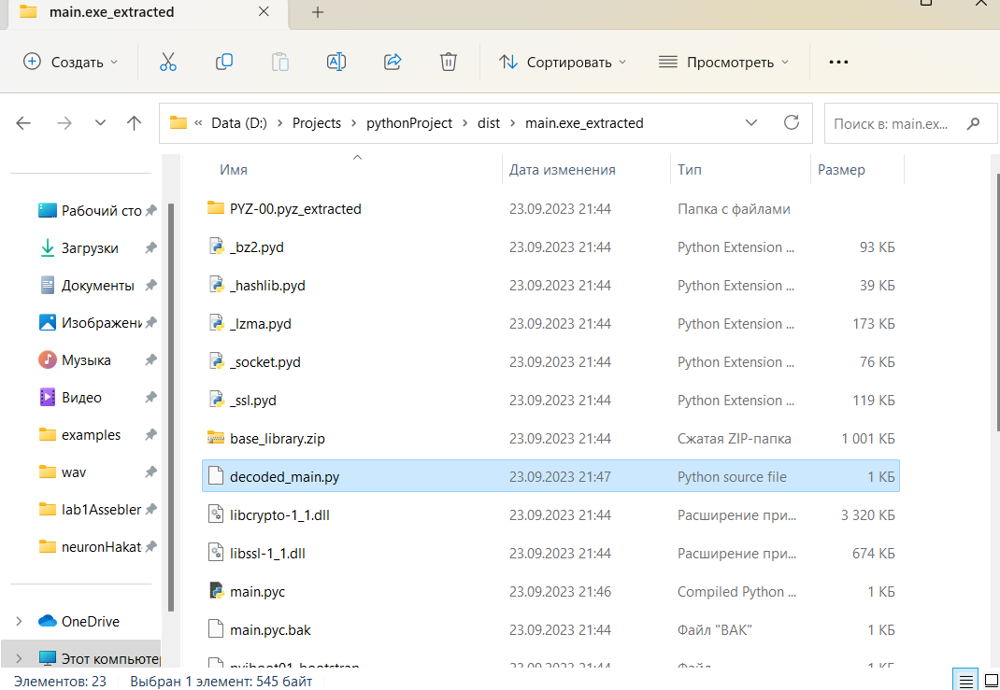 main.exe_extracted
Создать
Сортировать
Просмотреть
« Data (D:) › Projects › pythonProject › dist › main.exe_extracted
Поиск в: main.ex...
Имя Дата изменения Тип Размер
Рабочий сто
Загрузки
Документы
Изображени
Музыка
Видео
examples
wav
lab1Assebler
neuronHakat
OneDrive
Этот компьюте
PYZ-00.pyz_extracted 23.09.2023 21:44 Папка с файлами
_bz2.pyd 23.09.2023 21:44 Python Extension ... 93 КБ
_hashlib.pyd 23.09.2023 21:44 Python Extension ... 39 КБ
_lzma.pyd 23.09.2023 21:44 Python Extension ... 173 КБ
_socket.pyd 23.09.2023 21:44 Python Extension ... 76 КБ
_ssl.pyd 23.09.2023 21:44 Python Extension ... 119 КБ
base_library.zip 23.09.2023 21:44 Сжатая ZIP-папка 1 001 КБ
decoded_main.py 23.09.2023 21:47 Python source file 1 КБ
libcrypto-1_1.dll 23.09.2023 21:44 Расширение при... 3 320 КБ
libssl-1_1.dll 23.09.2023 21:44 Расширение при... 674 КБ
main.pyc 23.09.2023 21:46 Compiled Python ... 1 КБ
main.pyc.bak 23.09.2023 21:44 Файл "BAK" 1 КБ
pyiboot01_bootstrap 23.09.2023 21:44 Файл 1 КБ
Элементов: 23 Выбран 1 элемент: 545 байт